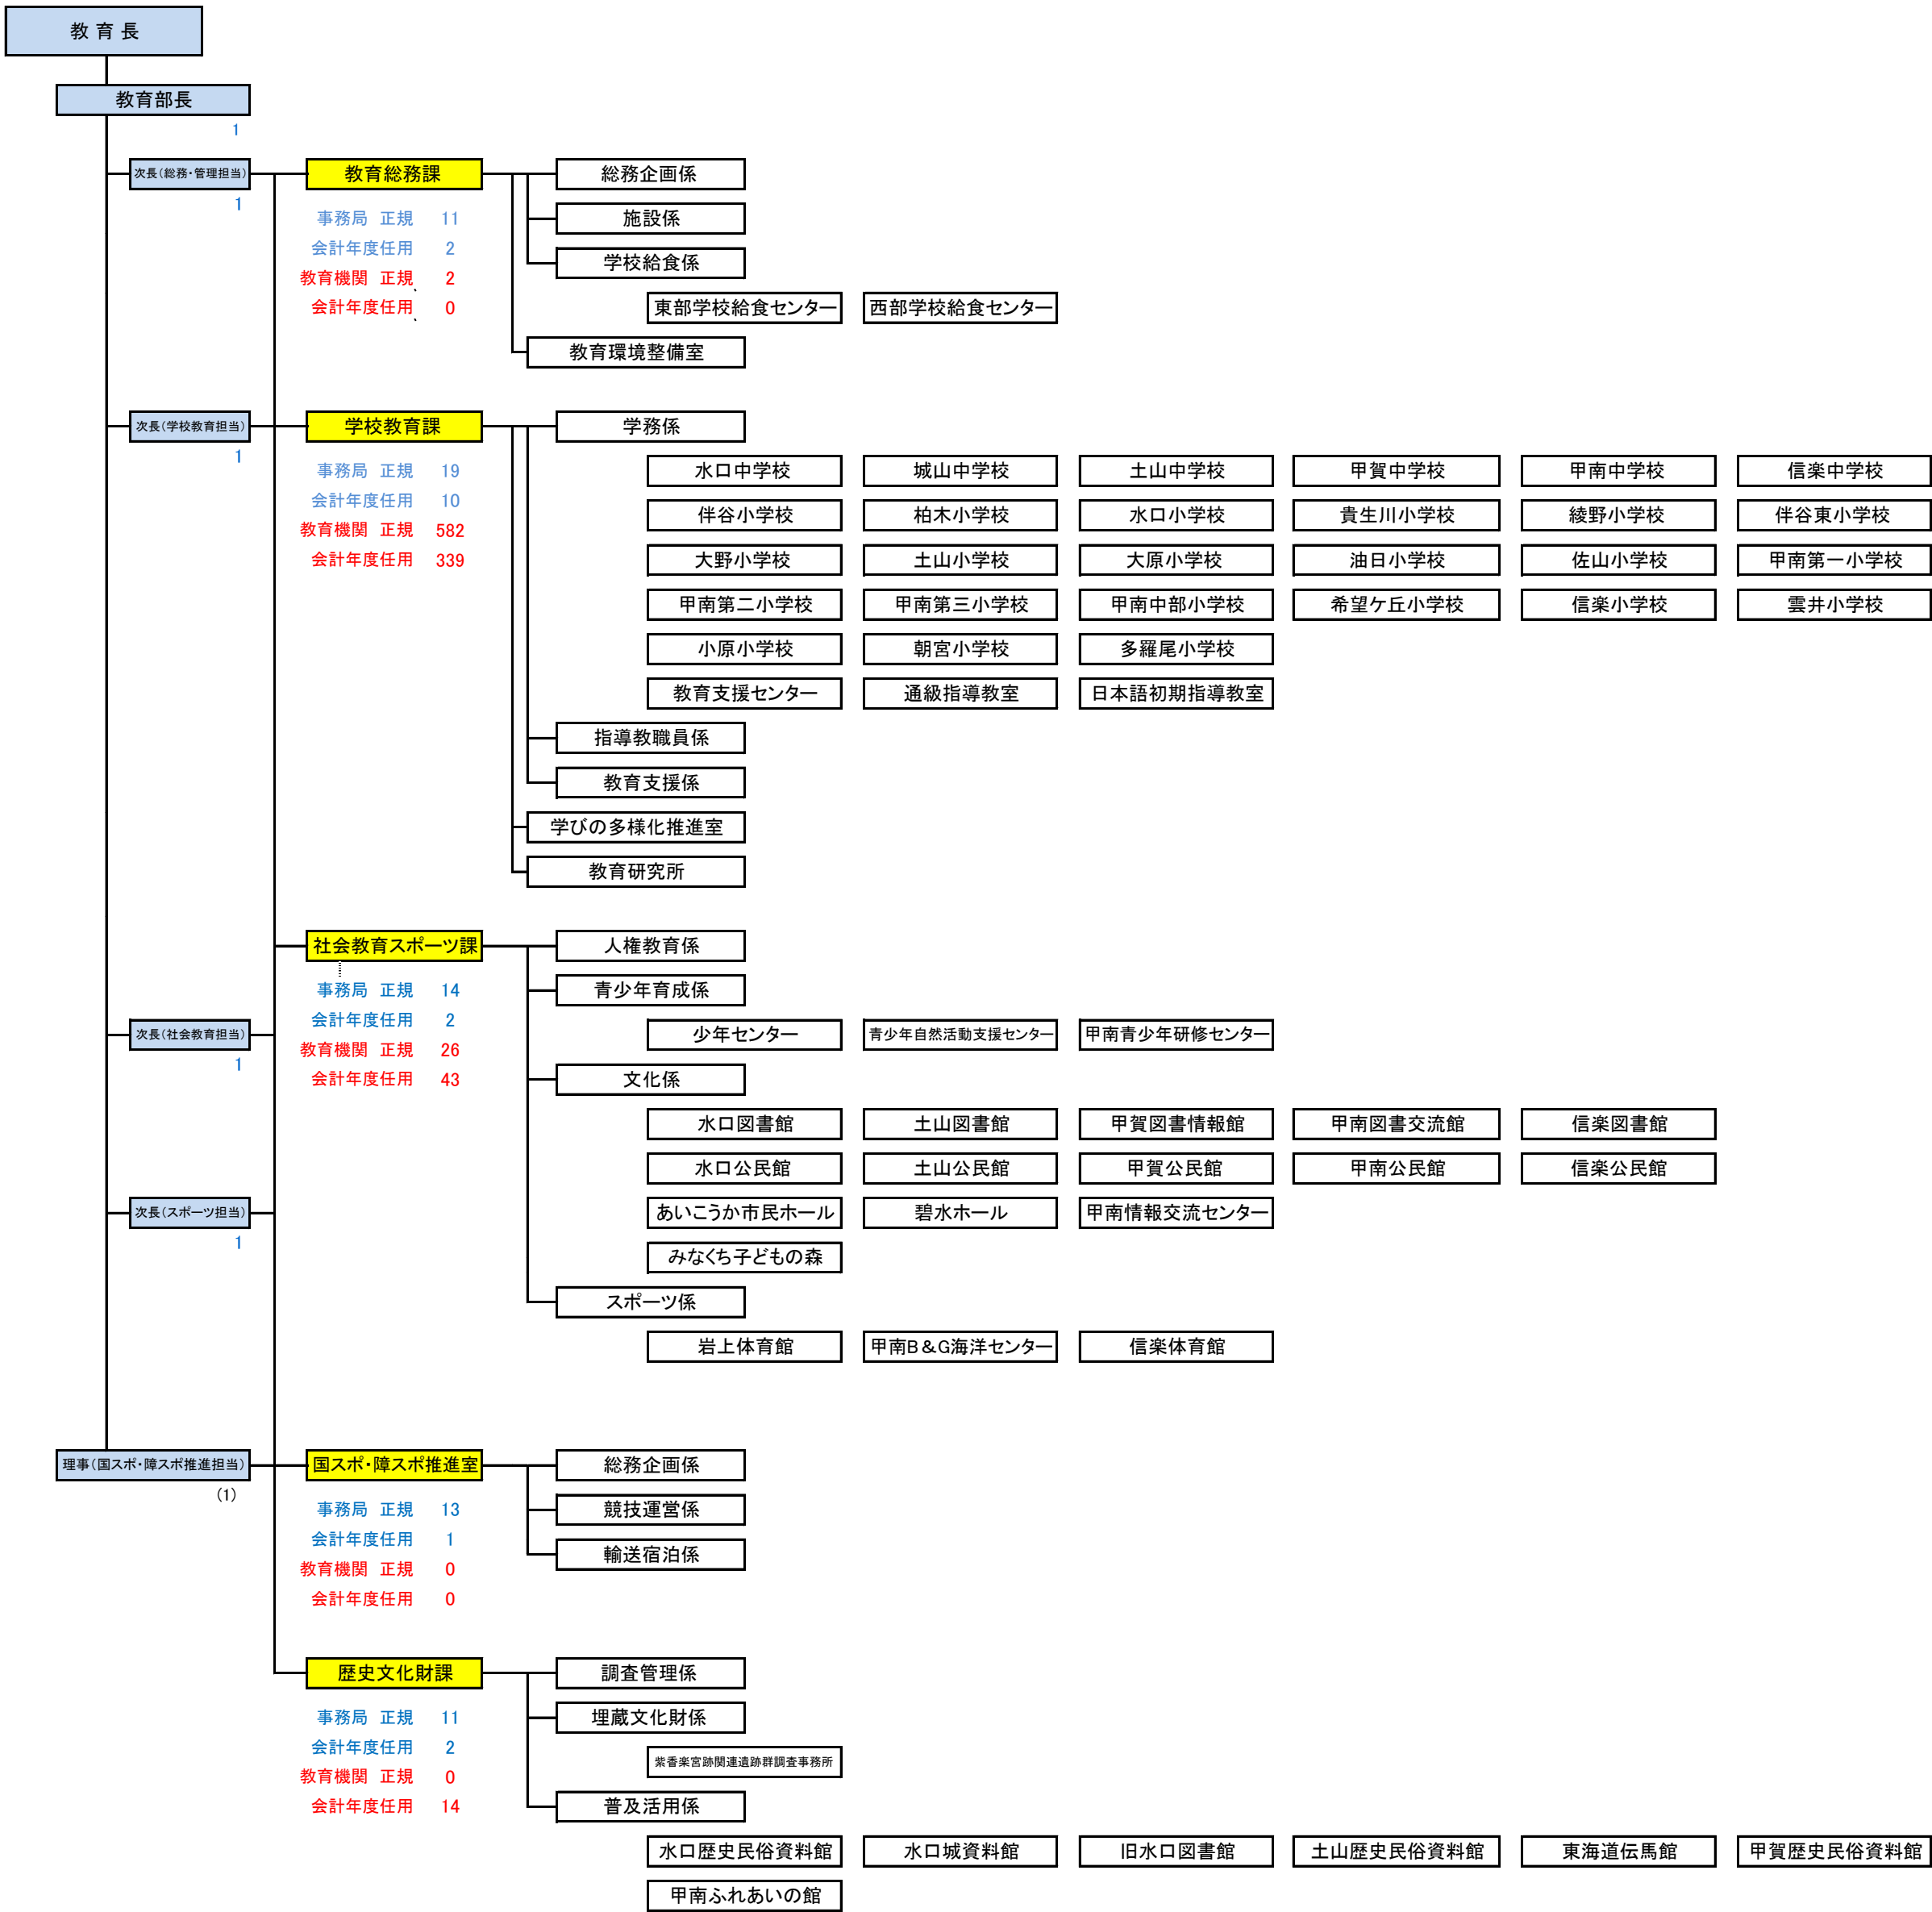 教 育 長
教育部長
1
次長(総務・管理担当)
1
教育総務課
事務局 正規 11
会計年度任用 2
教育機関 正規 2
会計年度任用 0
総務企画係
施設係
学校給食係
東部学校給食センター 西部学校給食センター
教育環境整備室
次長(学校教育担当)
1
学校教育課
事務局 正規 19
会計年度任用 10
教育機関 正規 582
会計年度任用 339
学務係
水口中学校 城山中学校 土山中学校 甲賀中学校 甲南中学校 信楽中学校
伴谷小学校 柏木小学校 水口小学校 貴生川小学校 綾野小学校 伴谷東小学校
大野小学校 土山小学校 大原小学校 油日小学校 佐山小学校 甲南第一小学校
甲南第二小学校 甲南第三小学校 甲南中部小学校 希望ケ丘小学校 信楽小学校 雲井小学校
小原小学校 朝宮小学校 多羅尾小学校
教育支援センター 通級指導教室 日本語初期指導教室
指導教職員係
教育支援係
学びの多様化推進室
教育研究所
社会教育スポーツ課
事務局 正規 14
会計年度任用 2
教育機関 正規 26
会計年度任用 43
次長(社会教育担当)
1
次長(スポーツ担当)
1
人権教育係
青少年育成係
少年センター 青少年自然活動支援センター 甲南青少年研修センター
文化係
水口図書館 土山図書館 甲賀図書情報館 甲南図書交流館 信楽図書館
水口公民館 土山公民館 甲賀公民館 甲南公民館 信楽公民館
あいこうか市民ホール 碧水ホール 甲南情報交流センター
みなくち子どもの森
スポーツ係
岩上体育館 甲南B&G海洋センター 信楽体育館
理事(国スポ・障スポ推進担当)
(1)
国スポ・障スポ推進室
事務局 正規 13
会計年度任用 1
教育機関 正規 0
会計年度任用 0
総務企画係
競技運営係
輸送宿泊係
歴史文化財課
事務局 正規 11
会計年度任用 2
教育機関 正規 0
会計年度任用 14
調査管理係
埋蔵文化財係
紫香楽宮跡関連遺跡群調査事務所
普及活用係
水口歴史民俗資料館 水口城資料館 旧水口図書館 土山歴史民俗資料館 東海道伝馬館 甲賀歴史民俗資料館
甲南ふれあいの館